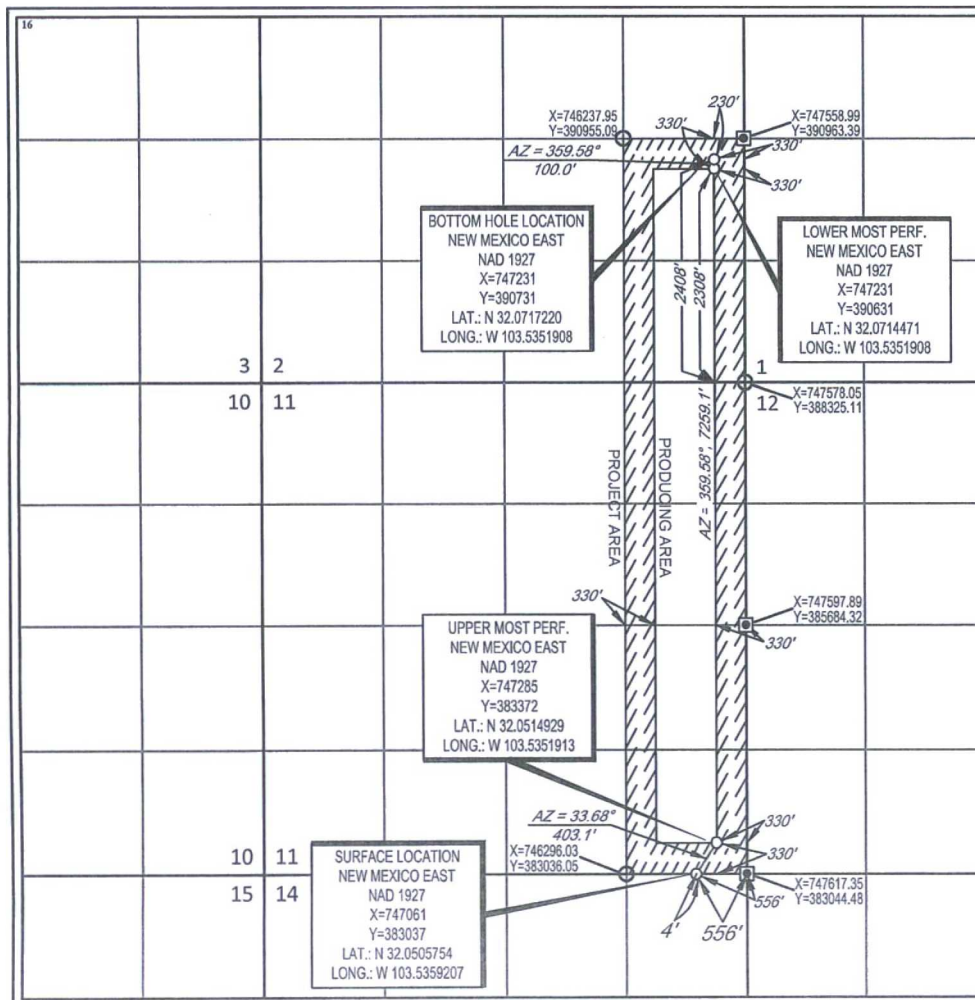 16
X=746237.95
Y=390955.09
330'
230'
X=747558.99
Y=390963.39
AZ = 359.58°
100.0'
330'
330'
BOTTOM HOLE LOCATION
NEW MEXICO EAST
NAD 1927
X=747231
Y=390731
LAT.: N 32.0717220
LONG.: W 103.5351908
LOWER MOST PERF.
NEW MEXICO EAST
NAD 1927
X=747231
Y=390631
LAT.: N 32.0714471
LONG.: W 103.5351908
2408'
2308'
3 2
1
10 11
12
X=747578.05
Y=388325.11
AZ = 359.58°, 7259.1'
PROJECT AREA
PRODUCING AREA
330'
X=747597.89
Y=385684.32
330'
UPPER MOST PERF.
NEW MEXICO EAST
NAD 1927
X=747285
Y=383372
LAT.: N 32.0514929
LONG.: W 103.5351913
AZ = 33.68°
403.1'
330'
330'
10 11
15 14
X=746296.03
Y=383036.05
SURFACE LOCATION
NEW MEXICO EAST
NAD 1927
X=747061
Y=383037
LAT.: N 32.0505754
LONG.: W 103.5359207
X=747617.35
Y=383044.48
556'
4'
556'